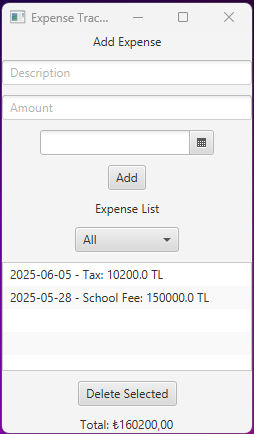 Expense Trac...
Add Expense
Description
Amount
Add
Expense List
All
2025-06-05 - Tax: 10200.0 TL
2025-05-28 - School Fee: 150000.0 TL
Delete Selected
Total: ₺160200,00